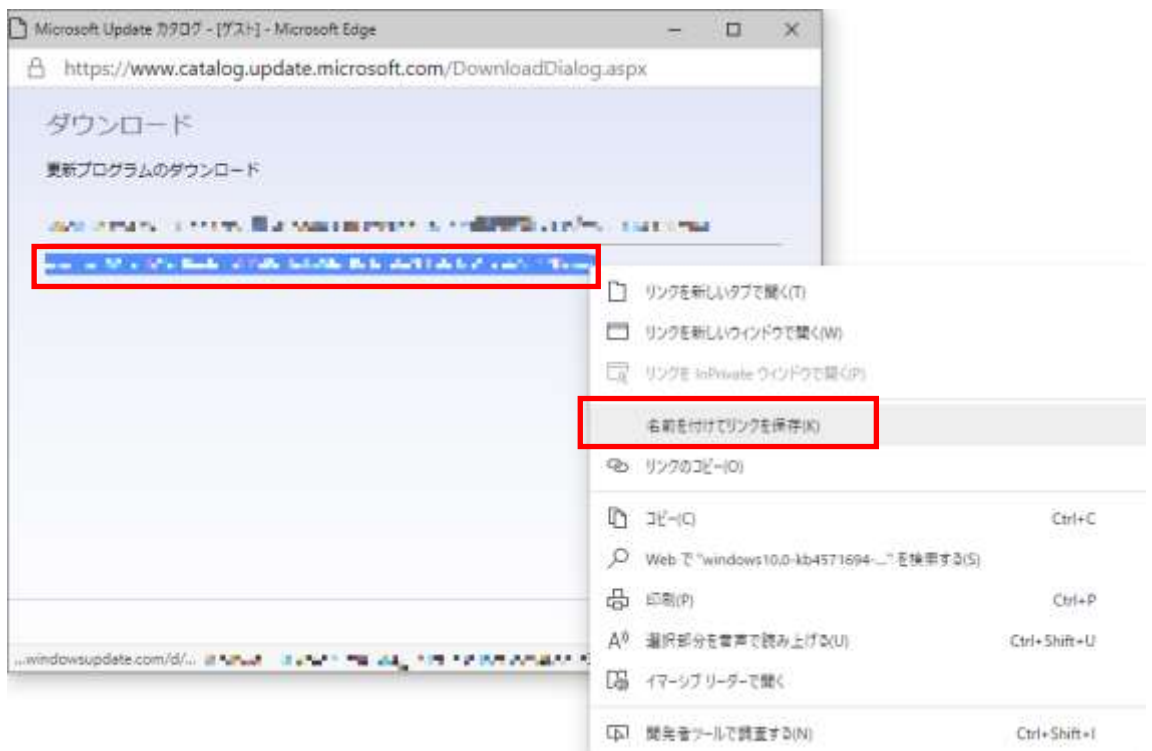 Microsoft Update カタログ - [ゲスト] - Microsoft Edge
https://www.catalog.update.microsoft.com/DownloadDialog.aspx
ダウンロード
更新プログラムのダウンロード
リンクを新しいタブで開く(T)
リンクを新しいウィンドウで開く(W)
リンクを InPrivate ウィンドウで開く(P)
名前を付けてリンクを保存(K)
リンクのコピー(O)
コピー(C) Ctrl+C
Web で "windows10.0-kb4571694-..." を検索する(S)
印刷(P) Ctrl+P
選択部分を音声で読み上げる(U) Ctrl+Shift+U
...windowsupdate.com/d/...
イマーシブ リーダーで開く
開発者ツールで調査する(N) Ctrl+Shift+I